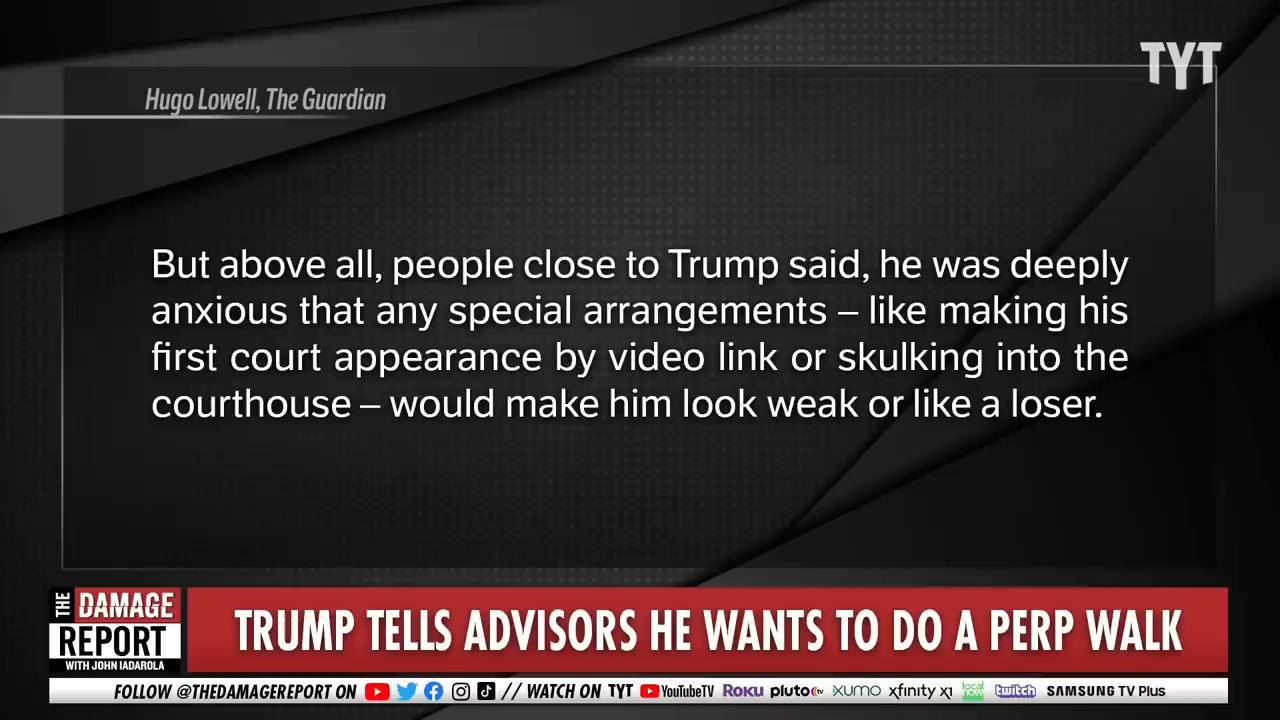 TYT
Hugo Lowell, The Guardian
But above all, people close to Trump said, he was deeply
anxious that any special arrangements – like making his
first court appearance by video link or skulking into the
courthouse – would make him look weak or like a loser.
THE DAMAGE
REPORT
WITH JOHN IADAROLA
TRUMP TELLS ADVISORS HE WANTS TO DO A PERP WALK
FOLLOW @THEDAMAGEREPORT ON // WATCH ON TYT YouTubeTV ROKU pluto tv XUMO xfinity x1 local now twitch SAMSUNG TV Plus